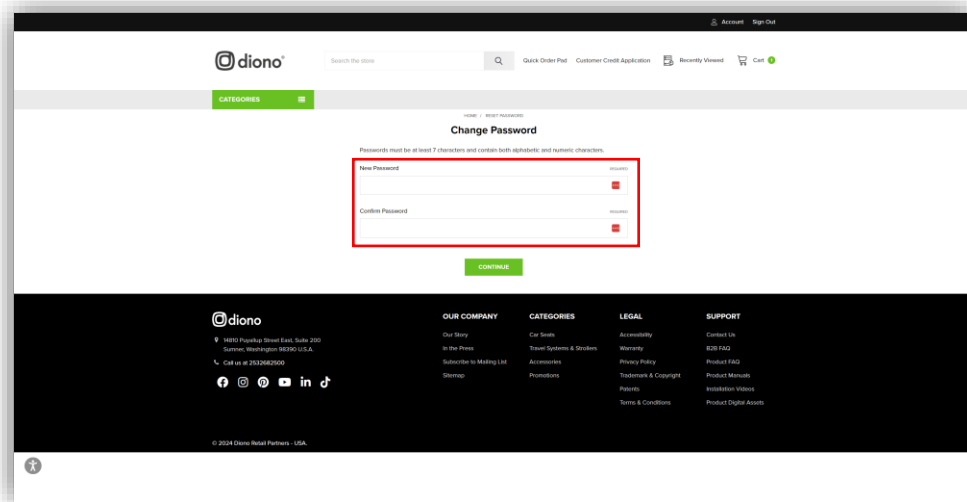 Account Sign Out
diono
Search the store
Quick Order Pad Customer Credit Application Recently Viewed Cart 1
CATEGORIES
HOME / RESET PASSWORD
Change Password
Passwords must be at least 7 characters and contain both alphabetic and numeric characters.
New Password REQUIRED
Confirm Password REQUIRED
CONTINUE
diono
14810 Puyallup Street East, Suite 200
Sumner, Washington 98390 U.S.A.
Call us at 2532682500
OUR COMPANY
Our Story
In the Press
Subscribe to Mailing List
Sitemap
CATEGORIES
Car Seats
Travel Systems & Strollers
Accessories
Promotions
LEGAL
Accessibility
Warranty
Privacy Policy
Trademark & Copyright
Patents
Terms & Conditions
SUPPORT
Contact Us
B2B FAQ
Product FAQ
Product Manuals
Installation Videos
Product Digital Assets
© 2024 Diono Retail Partners - USA.